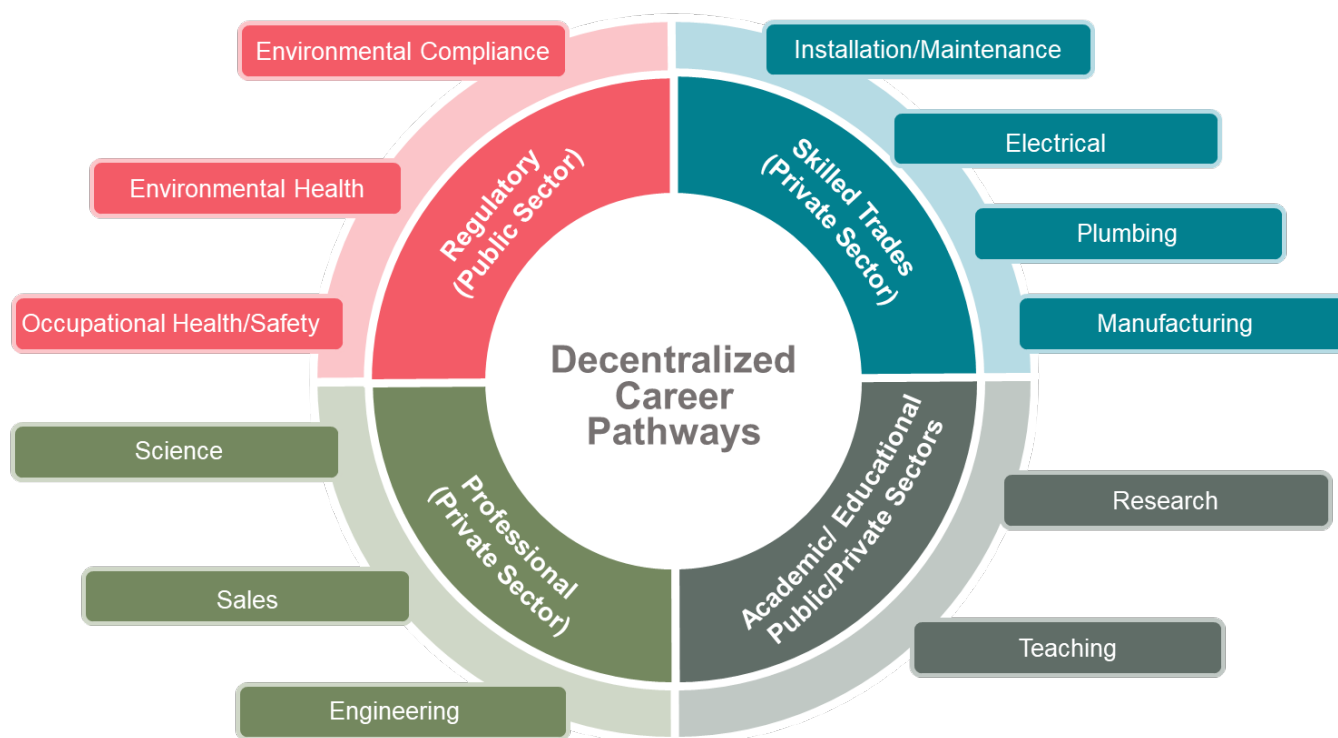 Environmental Compliance
Environmental Health
Occupational Health/Safety
Regulatory
(Public Sector)
Installation/Maintenance
Electrical
Plumbing
Manufacturing
Skilled Trades
(Private Sector)
Decentralized
Career
Pathways
Science
Sales
Engineering
Professional
(Private Sector)
Academic/ Educational
Public/Private Sectors
Research
Teaching